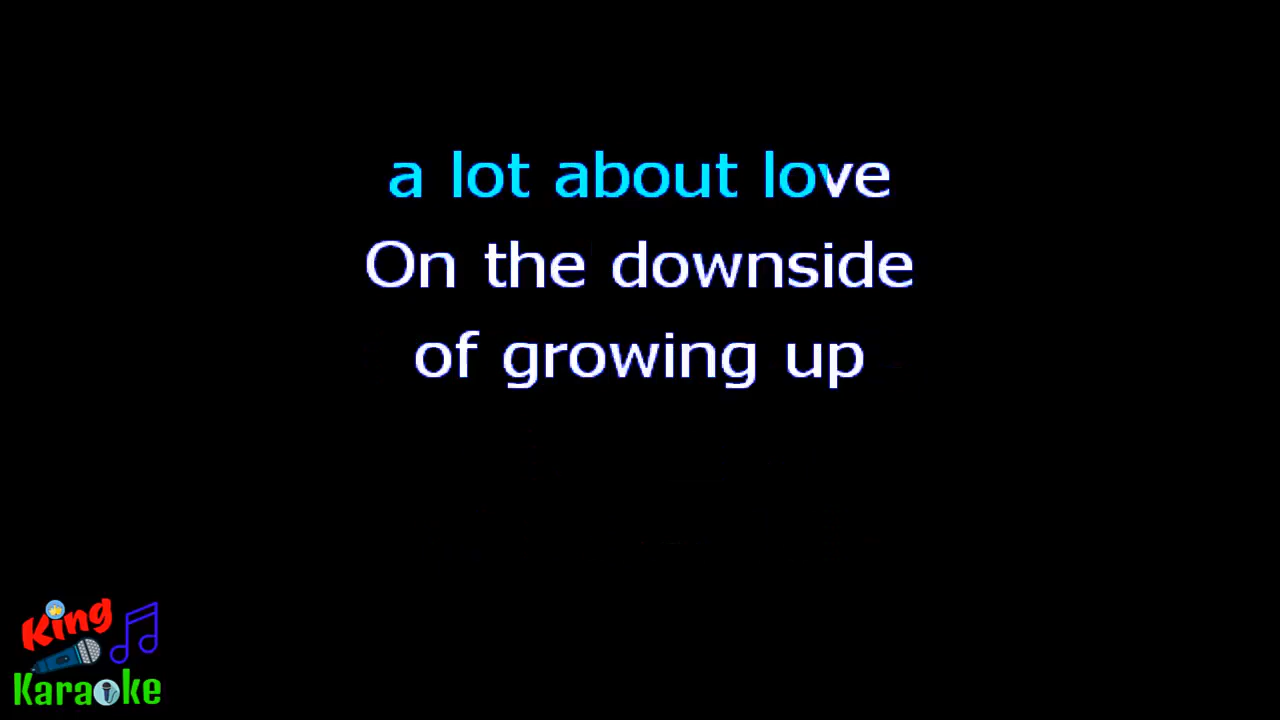 a lot about love
On the downside
of growing up
King
Karaoke